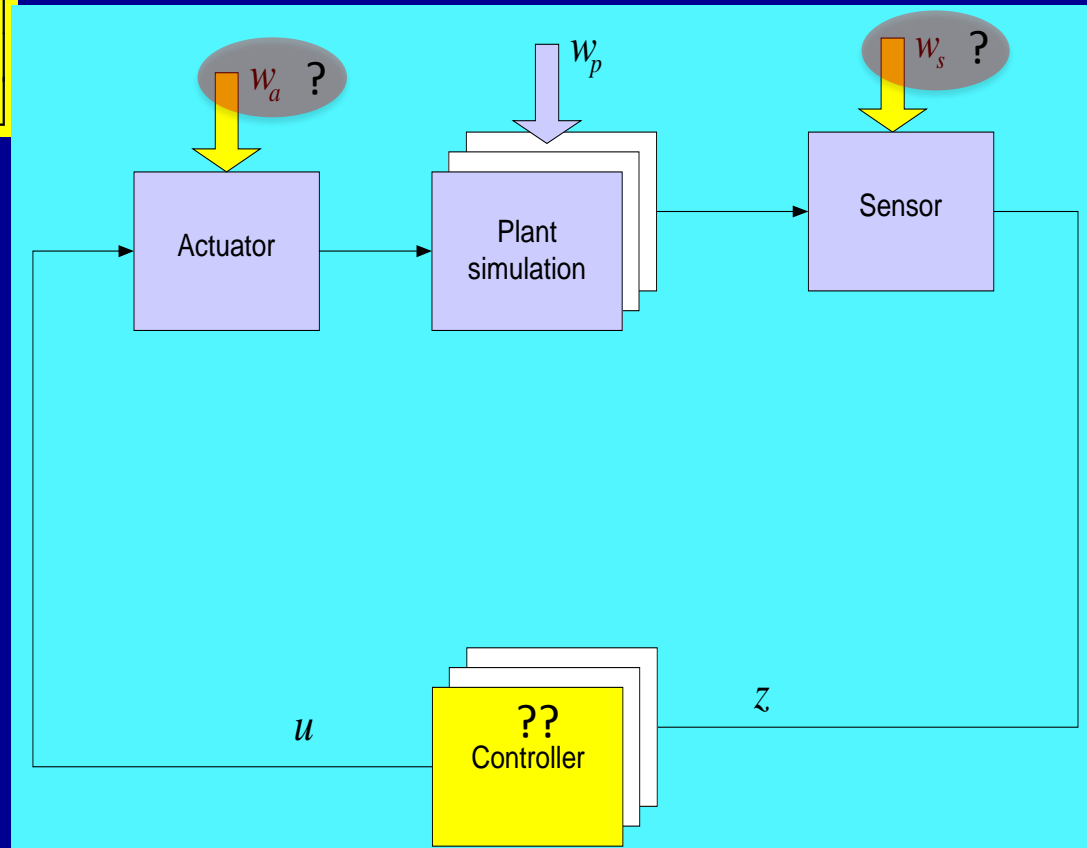 w_a ?
w_p
w_s ?
Actuator
Plant
simulation
Sensor
u
??
Controller
z